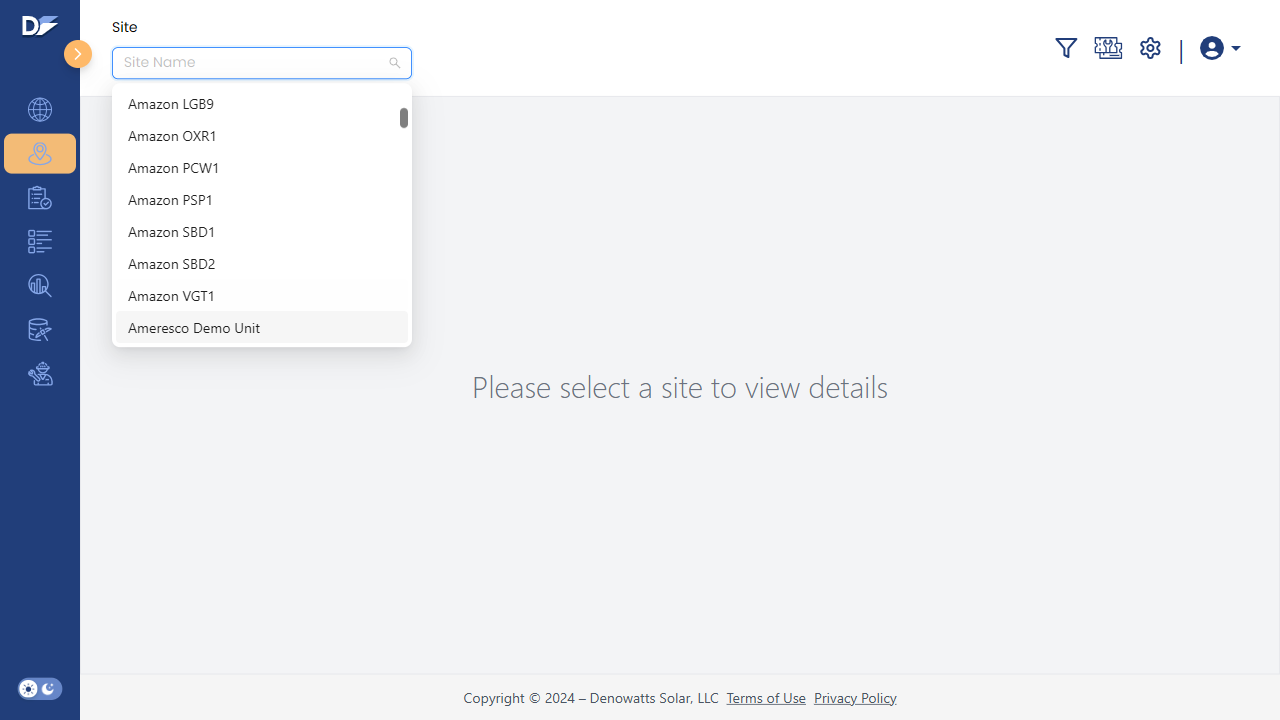 Site
Site Name
Amazon LGB9
Amazon OXR1
Amazon PCW1
Amazon PSP1
Amazon SBD1
Amazon SBD2
Amazon VGT1
Ameresco Demo Unit
Please select a site to view details
Copyright © 2024 – Denowatts Solar, LLC Terms of Use Privacy Policy